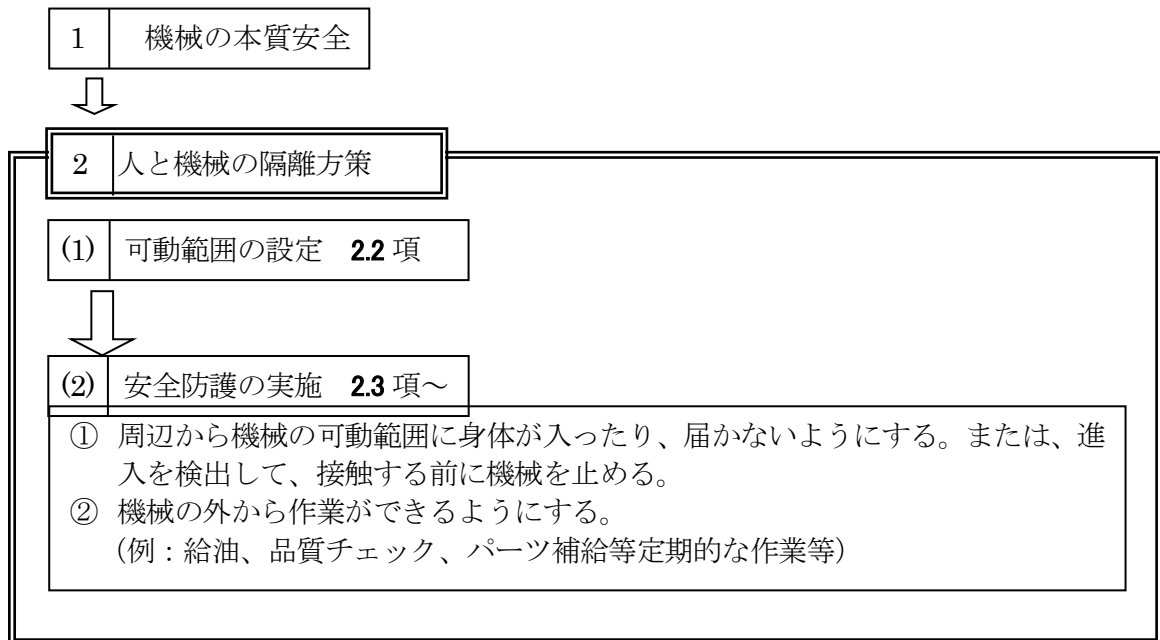 1 機械の本質安全
2 人と機械の隔離方策
(1) 可動範囲の設定 2.2 項
(2) 安全防護の実施 2.3 項~
① 周辺から機械の可動範囲に身体が入ったり、届かないようにする。または、進
入を検出して、接触する前に機械を止める。
② 機械の外から作業ができるようにする。
(例:給油、品質チェック、パーツ補給等定期的な作業等)